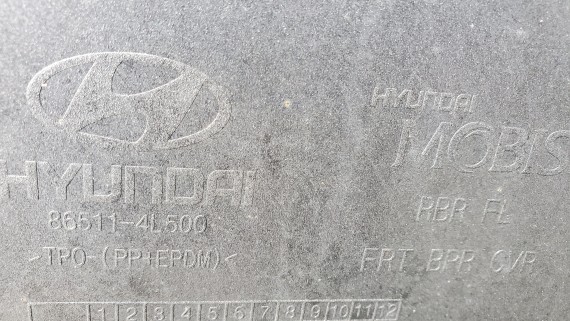 HYUNDAI
86511-4L500
>TPO-(PP+EPDM)<
1 2 3 4 5 6 7 8 9 10 11 12
HYUNDAI
MOBIS
RBR FL
FRT BPR CVR